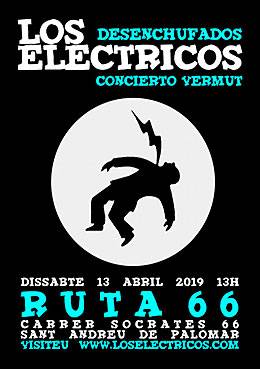 LOS DESENCHUFADOS
ELECTRICOS
CONCIERTO VERMUT
DISSABTE 13 ABRIL 2019 13H
RUTA 66
CARRER SOCRATES 66
SANT ANDREU DE PALOMAR
VISITEU WWW.LOSELECTRICOS.COM